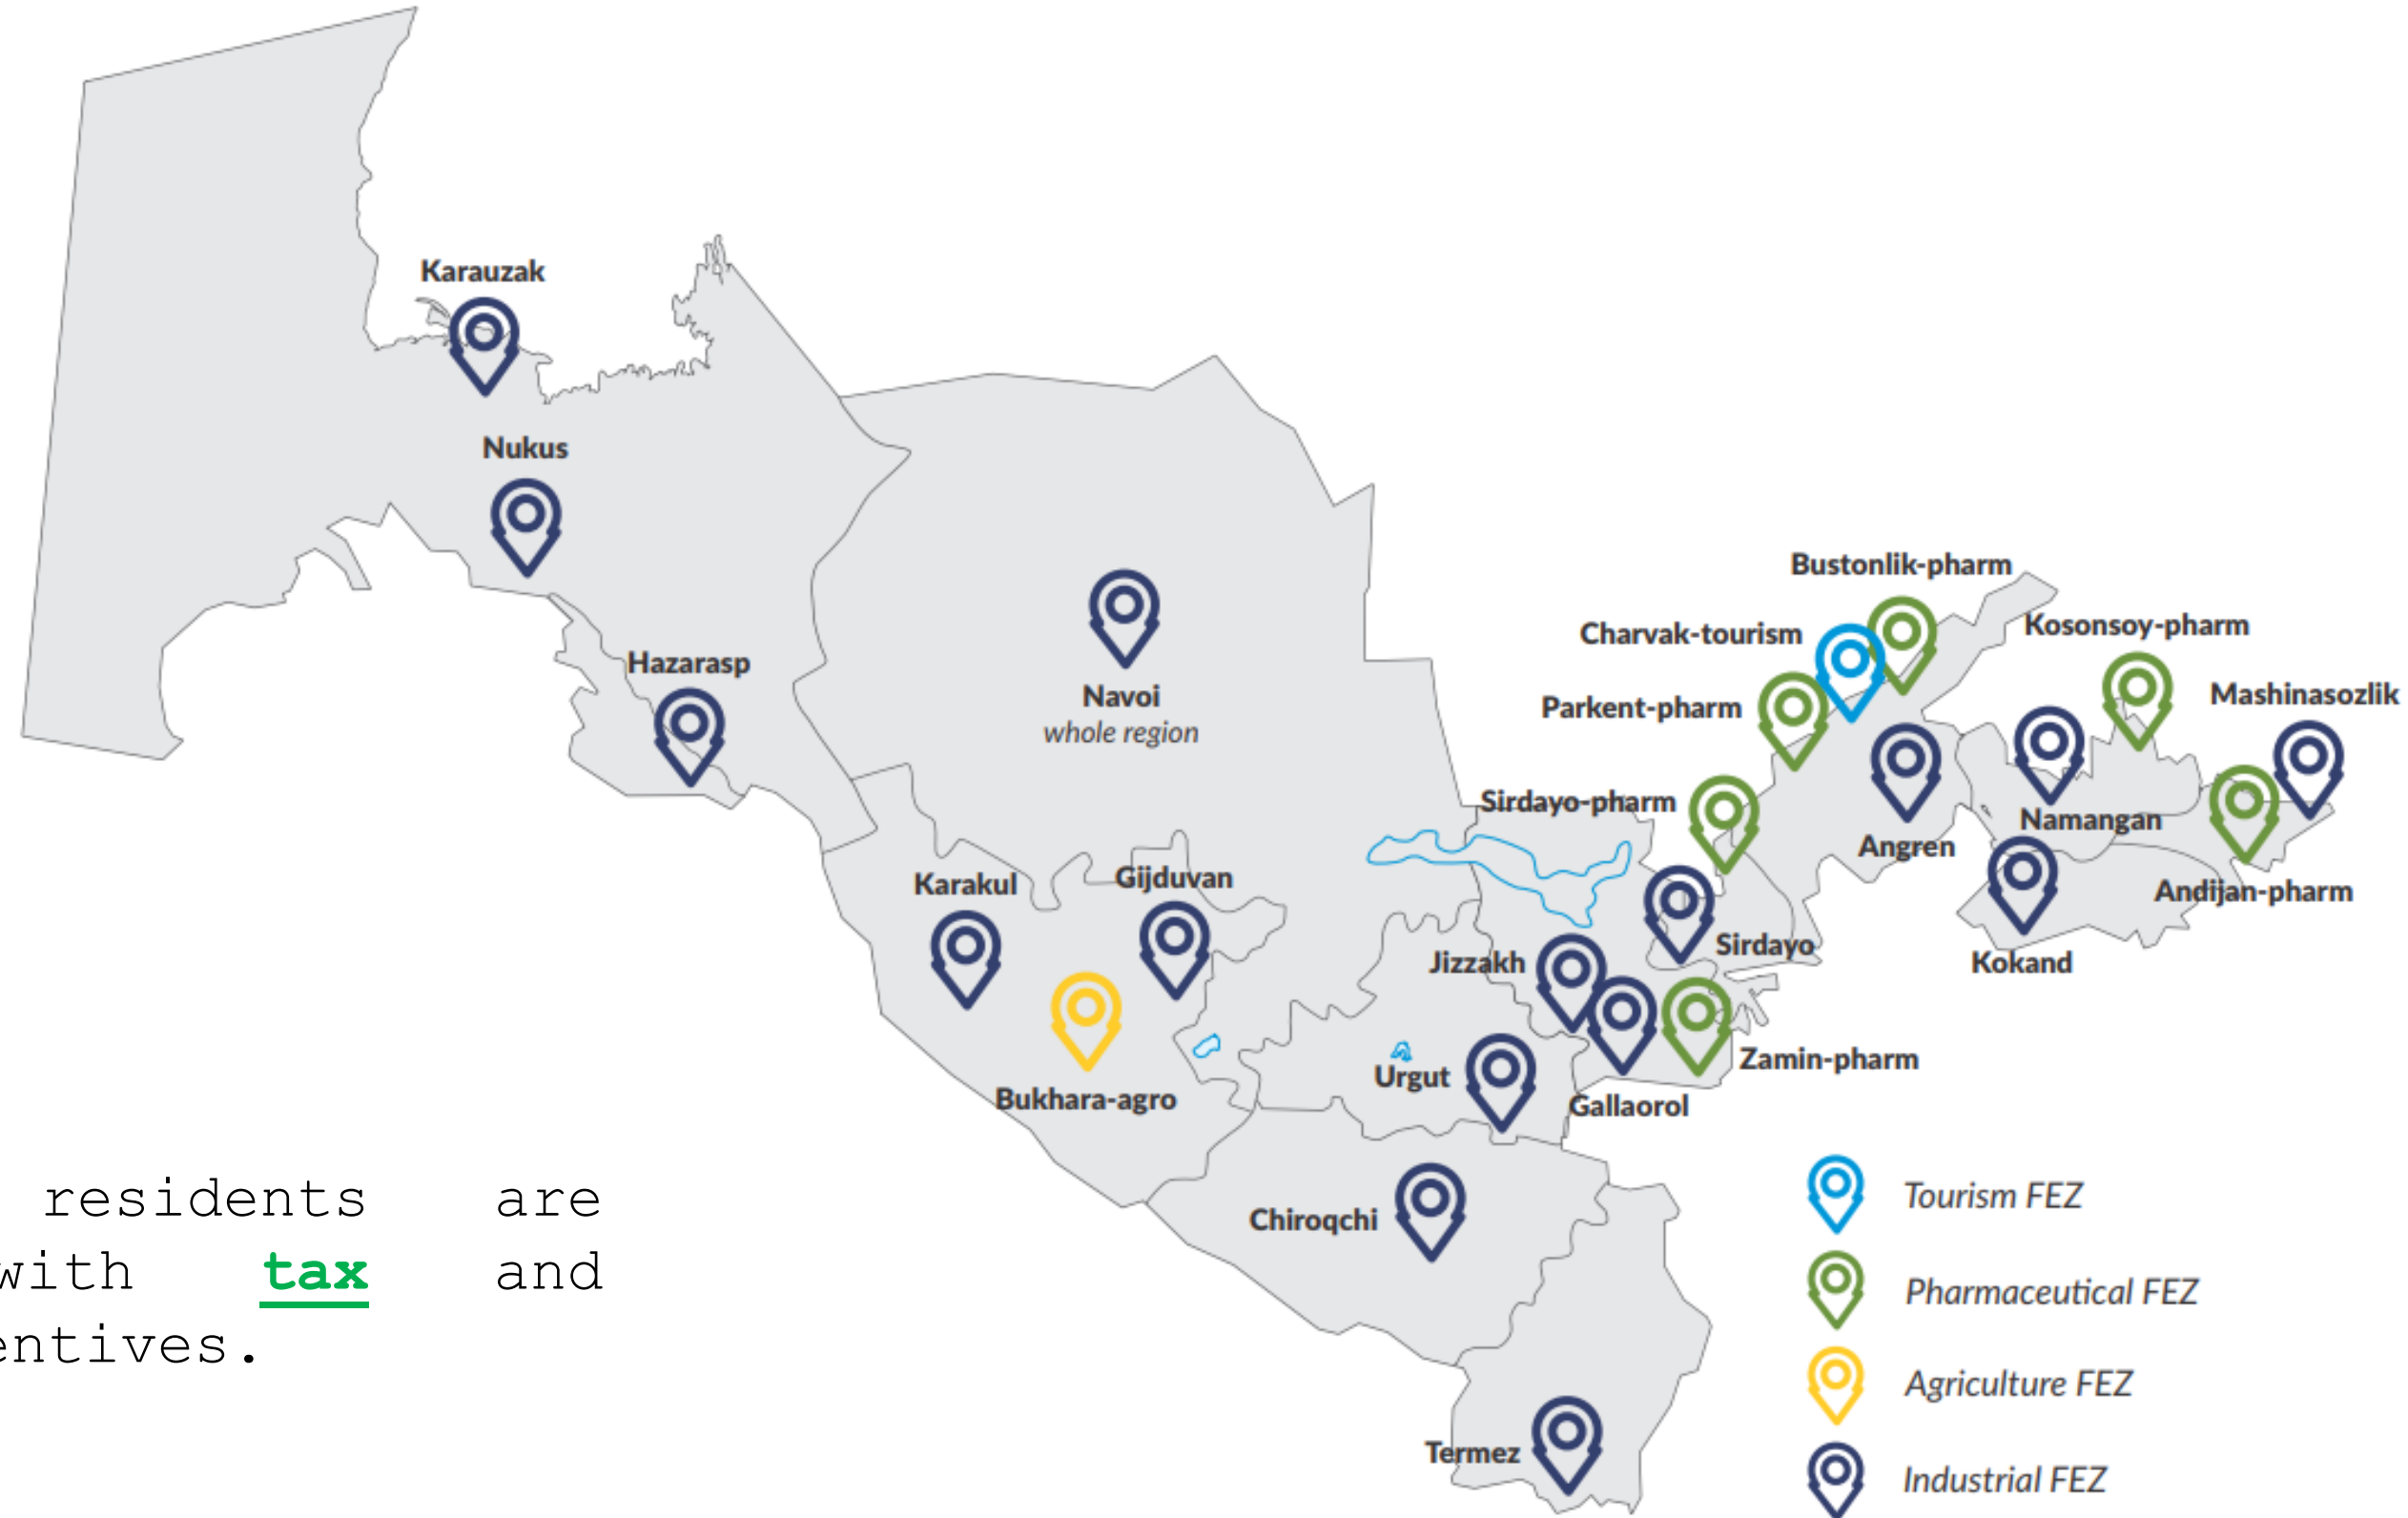 Karauzak
Nukus
Hazarasp
Navoi
whole region
Bustonlik-pharm
Charvak-tourism
Kosonsoy-pharm
Parkent-pharm
Mashinasozlik
Sirdayo-pharm
Namangan
Angren
Karakul
Gijduvan
Andijan-pharm
Sirdayo
Jizzakh
Kokand
Zamin-pharm
Urgut
Bukhara-agro
Gallaorol
residents are
with tax and
entives.
Chiroqchi
Termez
Tourism FEZ
Pharmaceutical FEZ
Agriculture FEZ
Industrial FEZ